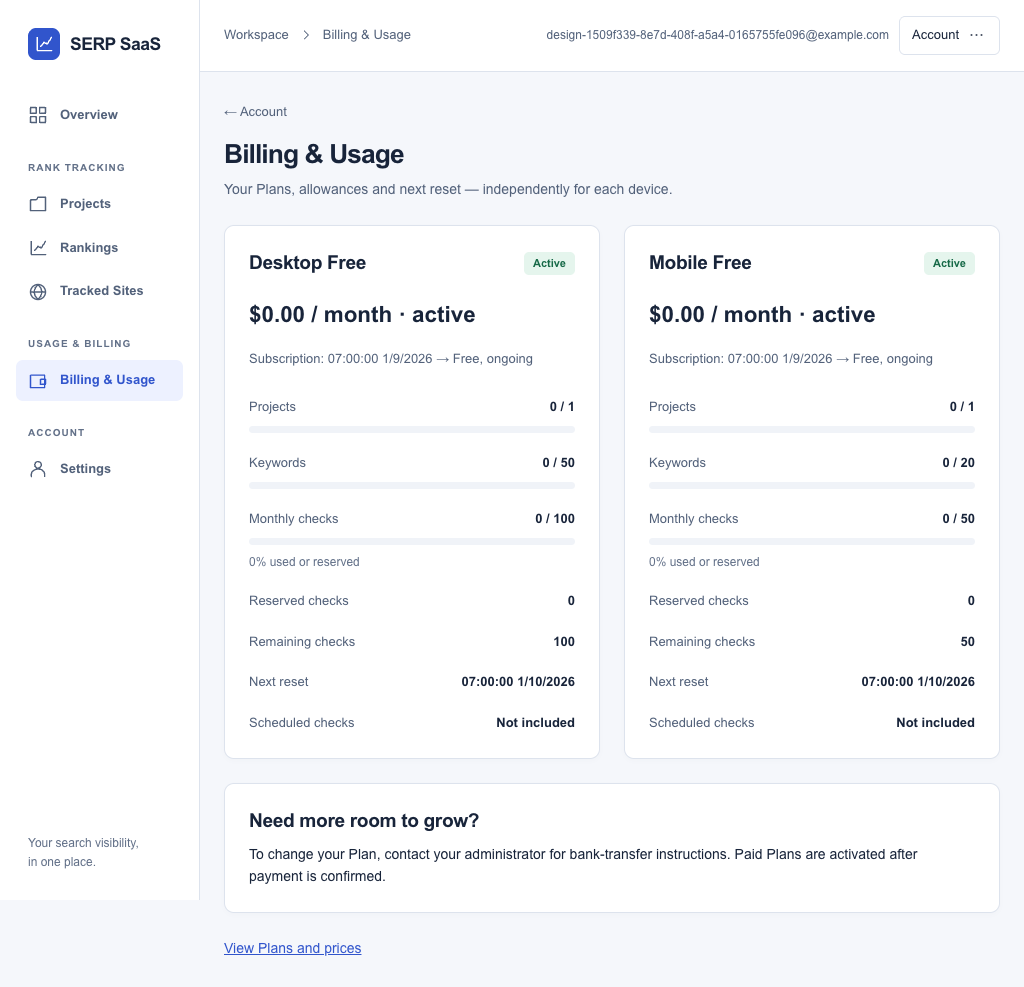 SERP SaaS
Overview
RANK TRACKING
Projects
Rankings
Tracked Sites
USAGE & BILLING
Billing & Usage
ACCOUNT
Settings
Your search visibility,
in one place.
Workspace > Billing & Usage
design-1509f339-8e7d-408f-a5a4-0165755fe096@example.com
Account ···
← Account
Billing & Usage
Your Plans, allowances and next reset — independently for each device.
Desktop Free
Active
$0.00 / month · active
Subscription: 07:00:00 1/9/2026 → Free, ongoing
Projects 0 / 1
Keywords 0 / 50
Monthly checks 0 / 100
0% used or reserved
Reserved checks 0
Remaining checks 100
Next reset 07:00:00 1/10/2026
Scheduled checks Not included
Mobile Free
Active
$0.00 / month · active
Subscription: 07:00:00 1/9/2026 → Free, ongoing
Projects 0 / 1
Keywords 0 / 20
Monthly checks 0 / 50
0% used or reserved
Reserved checks 0
Remaining checks 50
Next reset 07:00:00 1/10/2026
Scheduled checks Not included
Need more room to grow?
To change your Plan, contact your administrator for bank-transfer instructions. Paid Plans are activated after
payment is confirmed.
View Plans and prices